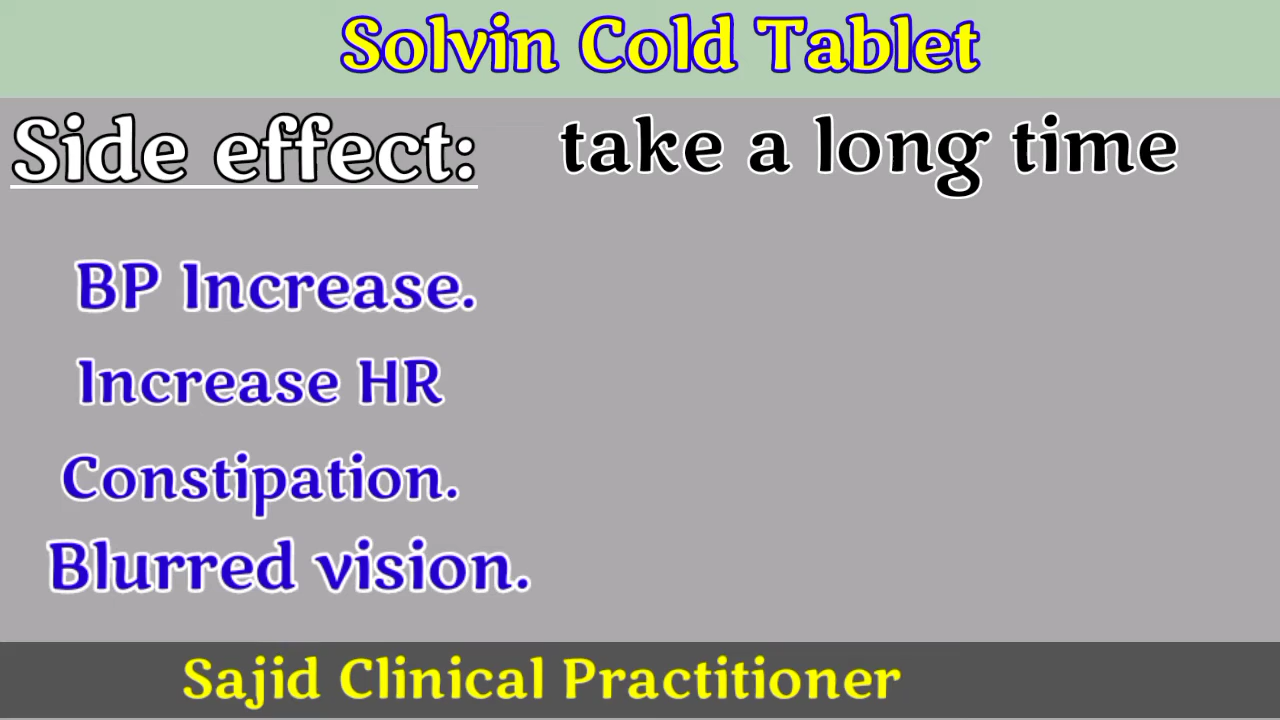 Solvin Cold Tablet
Side effect: take a long time
BP Increase.
Increase HR
Constipation.
Blurred vision.
Sajid Clinical Practitioner